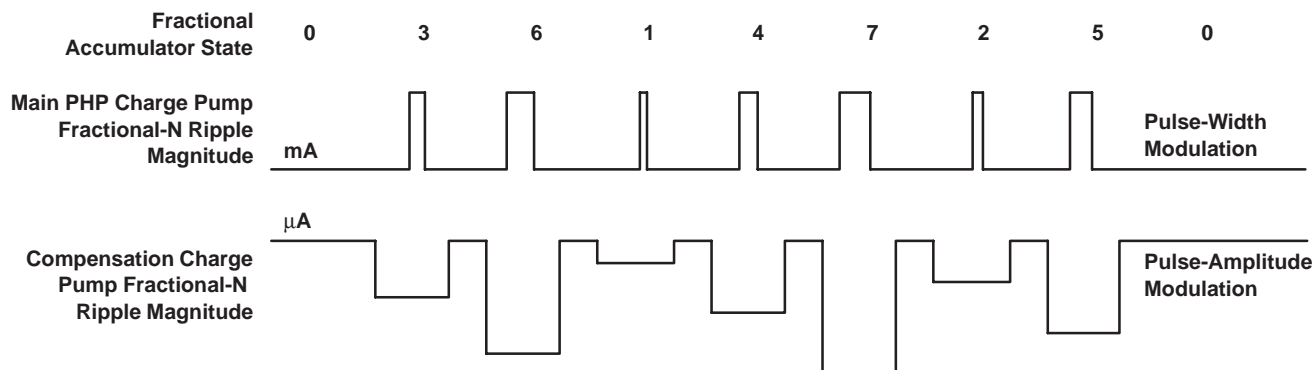 Fractional
Accumulator State
0 3 6 1 4 7 2 5 0
Main PHP Charge Pump
Fractional-N Ripple
Magnitude
mA
Pulse-Width
Modulation
μA
Compensation Charge
Pump Fractional-N
Ripple Magnitude
Pulse-Amplitude
Modulation